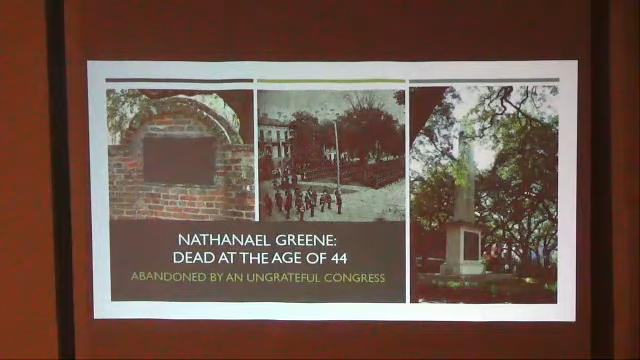 NATHANAEL GREENE:
DEAD AT THE AGE OF 44
ABANDONED BY AN UNGRATEFUL CONGRESS